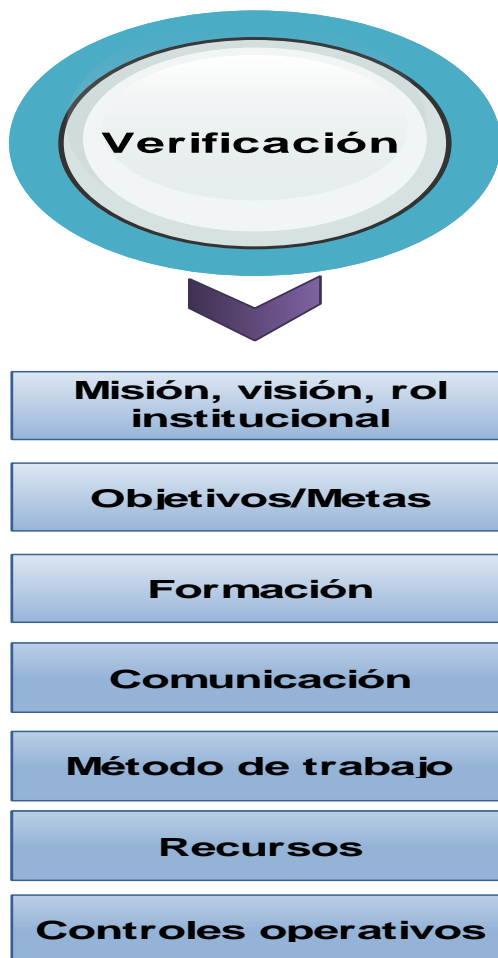 Verificación
Misión, visión, rol
institucional
Objetivos/Metas
Formación
Comunicación
Método de trabajo
Recursos
Controles operativos